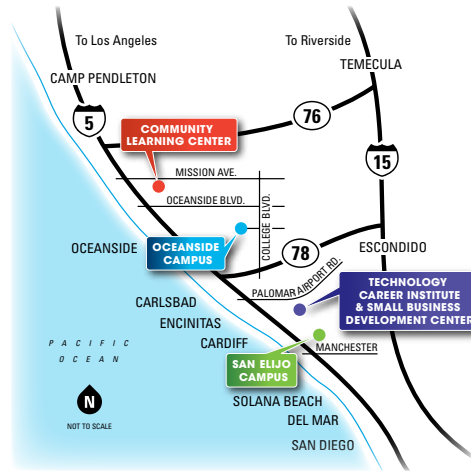 To Los Angeles
To Riverside
TEMECULA
CAMP PENDLETON
5
76
COMMUNITY
LEARNING CENTER
15
MISSION AVE.
OCEANSIDE BLVD.
COLLEGE BLVD.
OCEANSIDE
OCEANSIDE
CAMPUS
78
ESCONDIDO
PALOMAR AIRPORT RD.
TECHNOLOGY
CAREER INSTITUTE
& SMALL BUSINESS
DEVELOPMENT CENTER
CARLSBAD
ENCINITAS
CARDIFF
PACIFIC
OCEAN
MANCHESTER
SAN ELIJO
CAMPUS
N
NOT TO SCALE
SOLANA BEACH
DEL MAR
SAN DIEGO